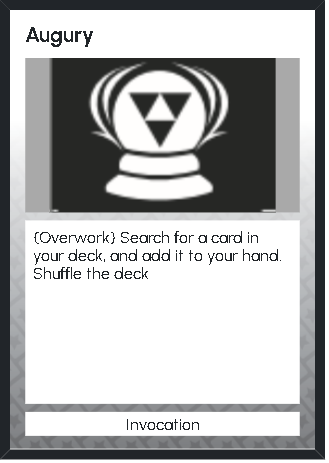 Augury
{Overwork} Search for a card in
your deck, and add it to your hand.
Shuffle the deck
Invocation